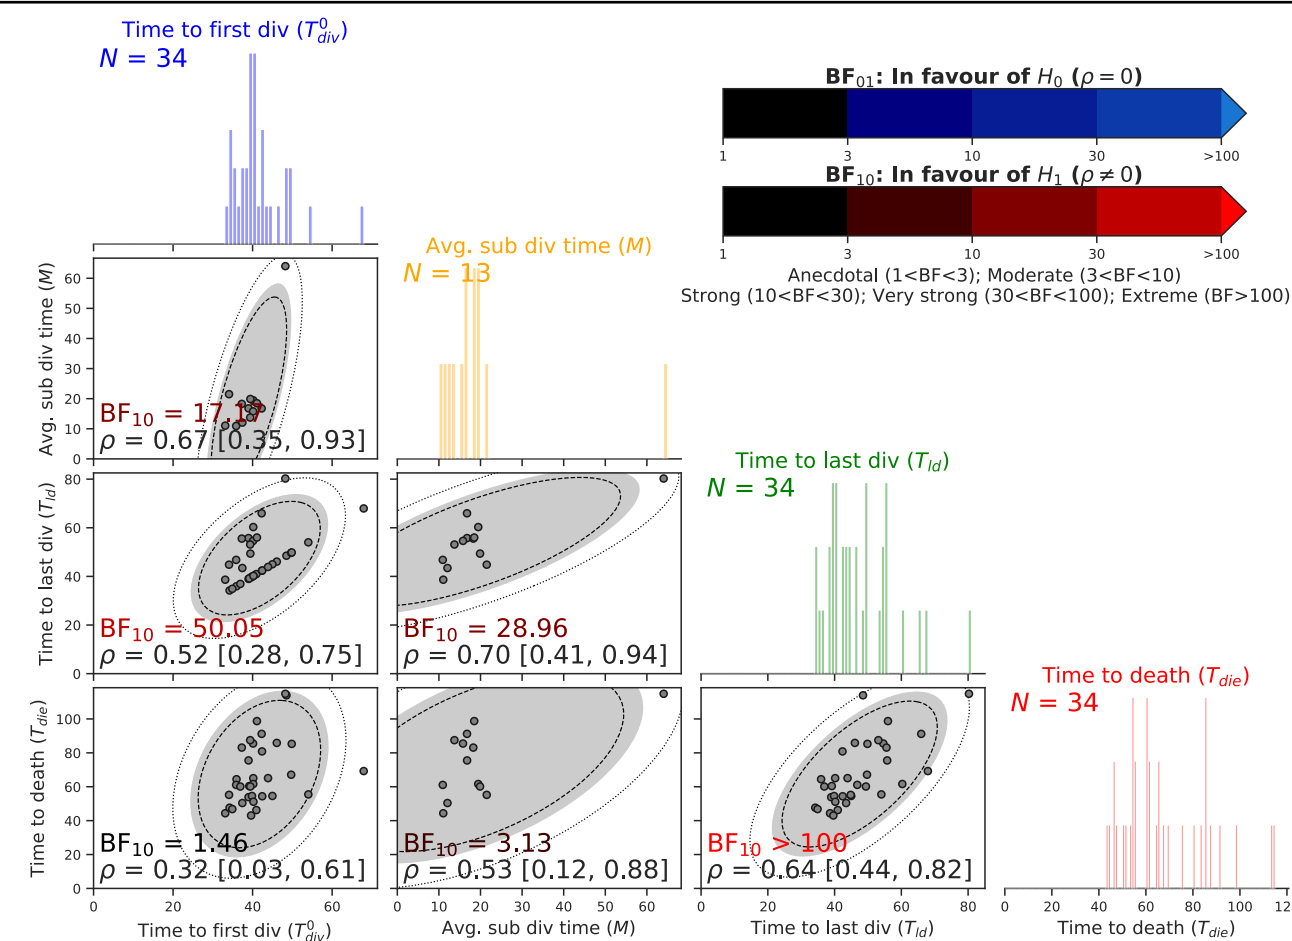 Time to first div (T⁰div)
N = 34
BF₀₁: In favour of H₀ (ρ = 0)
1 3 10 30 >100
BF₁₀: In favour of H₁ (ρ ≠ 0)
1 3 10 30 >100
Anecdotal (1<BF<3); Moderate (3<BF<10)
Strong (10<BF<30); Very strong (30<BF<100); Extreme (BF>100)
0 20 40 60
Avg. sub div time (M)
N = 13
Avg. sub div time (M)
60
50
40
30
20
10
0
BF₁₀ = 17.17
ρ = 0.67 [0.35, 0.93]
Time to last div (Tld)
N = 34
Time to last div (Tld)
80
60
40
20
0
BF₁₀ = 50.05
ρ = 0.52 [0.28, 0.75]
BF₁₀ = 28.96
ρ = 0.70 [0.41, 0.94]
Time to death (Tdie)
N = 34
Time to death (Tdie)
100
80
60
40
20
0
BF₁₀ = 1.46
ρ = 0.32 [0.03, 0.61]
BF₁₀ = 3.13
ρ = 0.53 [0.12, 0.88]
BF₁₀ > 100
ρ = 0.64 [0.44, 0.82]
0 20 40 60
Time to first div (T⁰div)
0 10 20 30 40 50 60
Avg. sub div time (M)
0 20 40 60 80
Time to last div (Tld)
0 20 40 60 80 100
Time to death (Tdie)